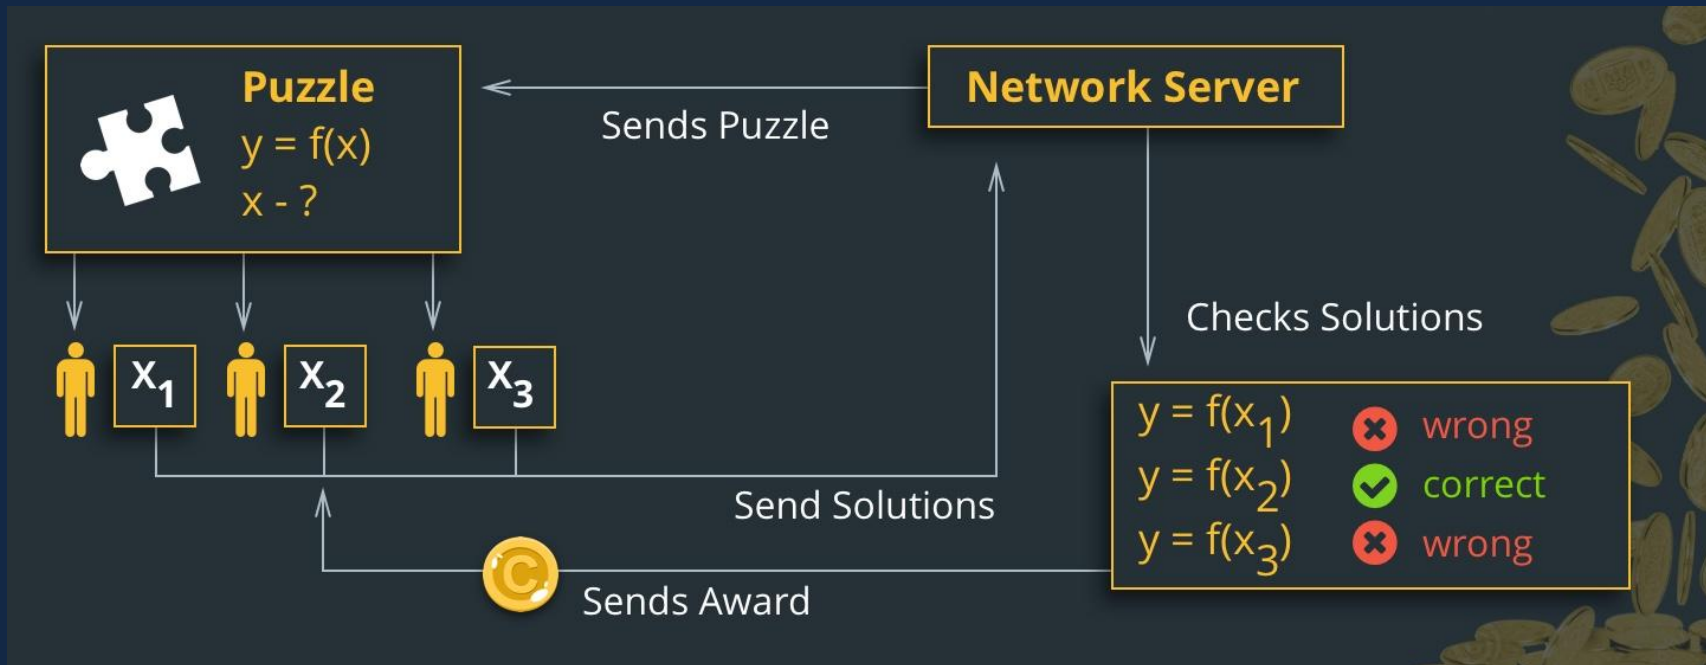 Puzzle
y = f(x)
x - ?
Network Server
Sends Puzzle
Checks Solutions
X₁
X₂
X₃
Send Solutions
y = f(x₁) wrong
y = f(x₂) correct
y = f(x₃) wrong
C
Sends Award